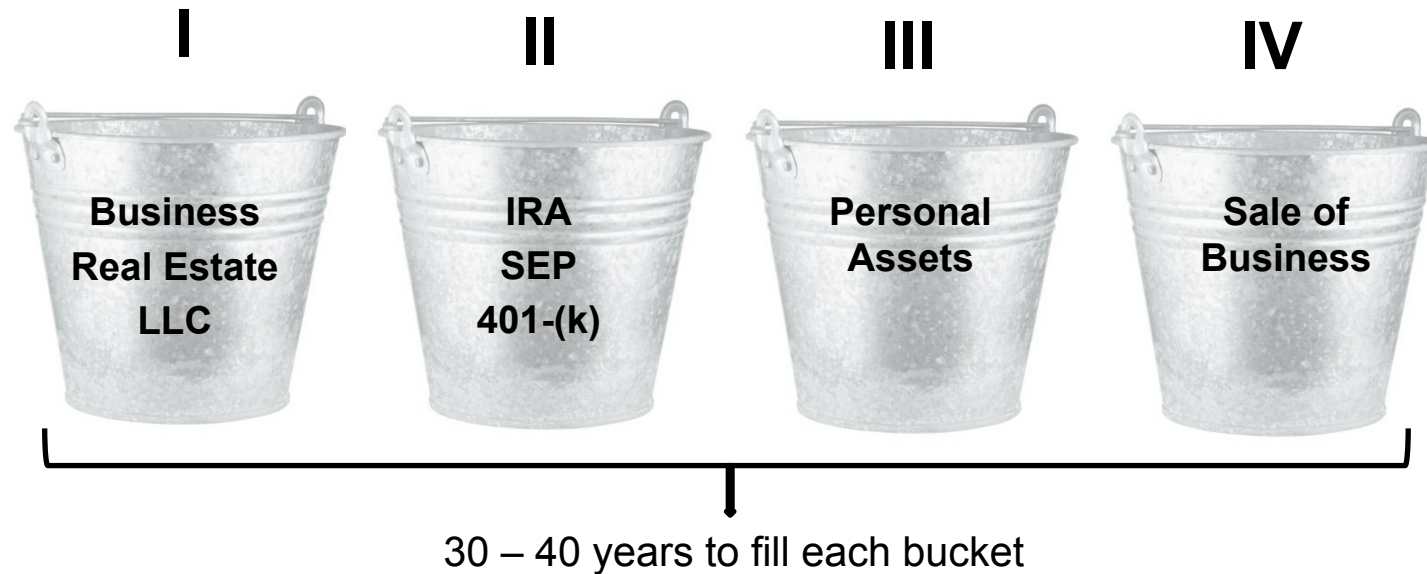 I
II
III
IV
Business
Real Estate
LLC
IRA
SEP
401-(k)
Personal
Assets
Sale of
Business
30 – 40 years to fill each bucket